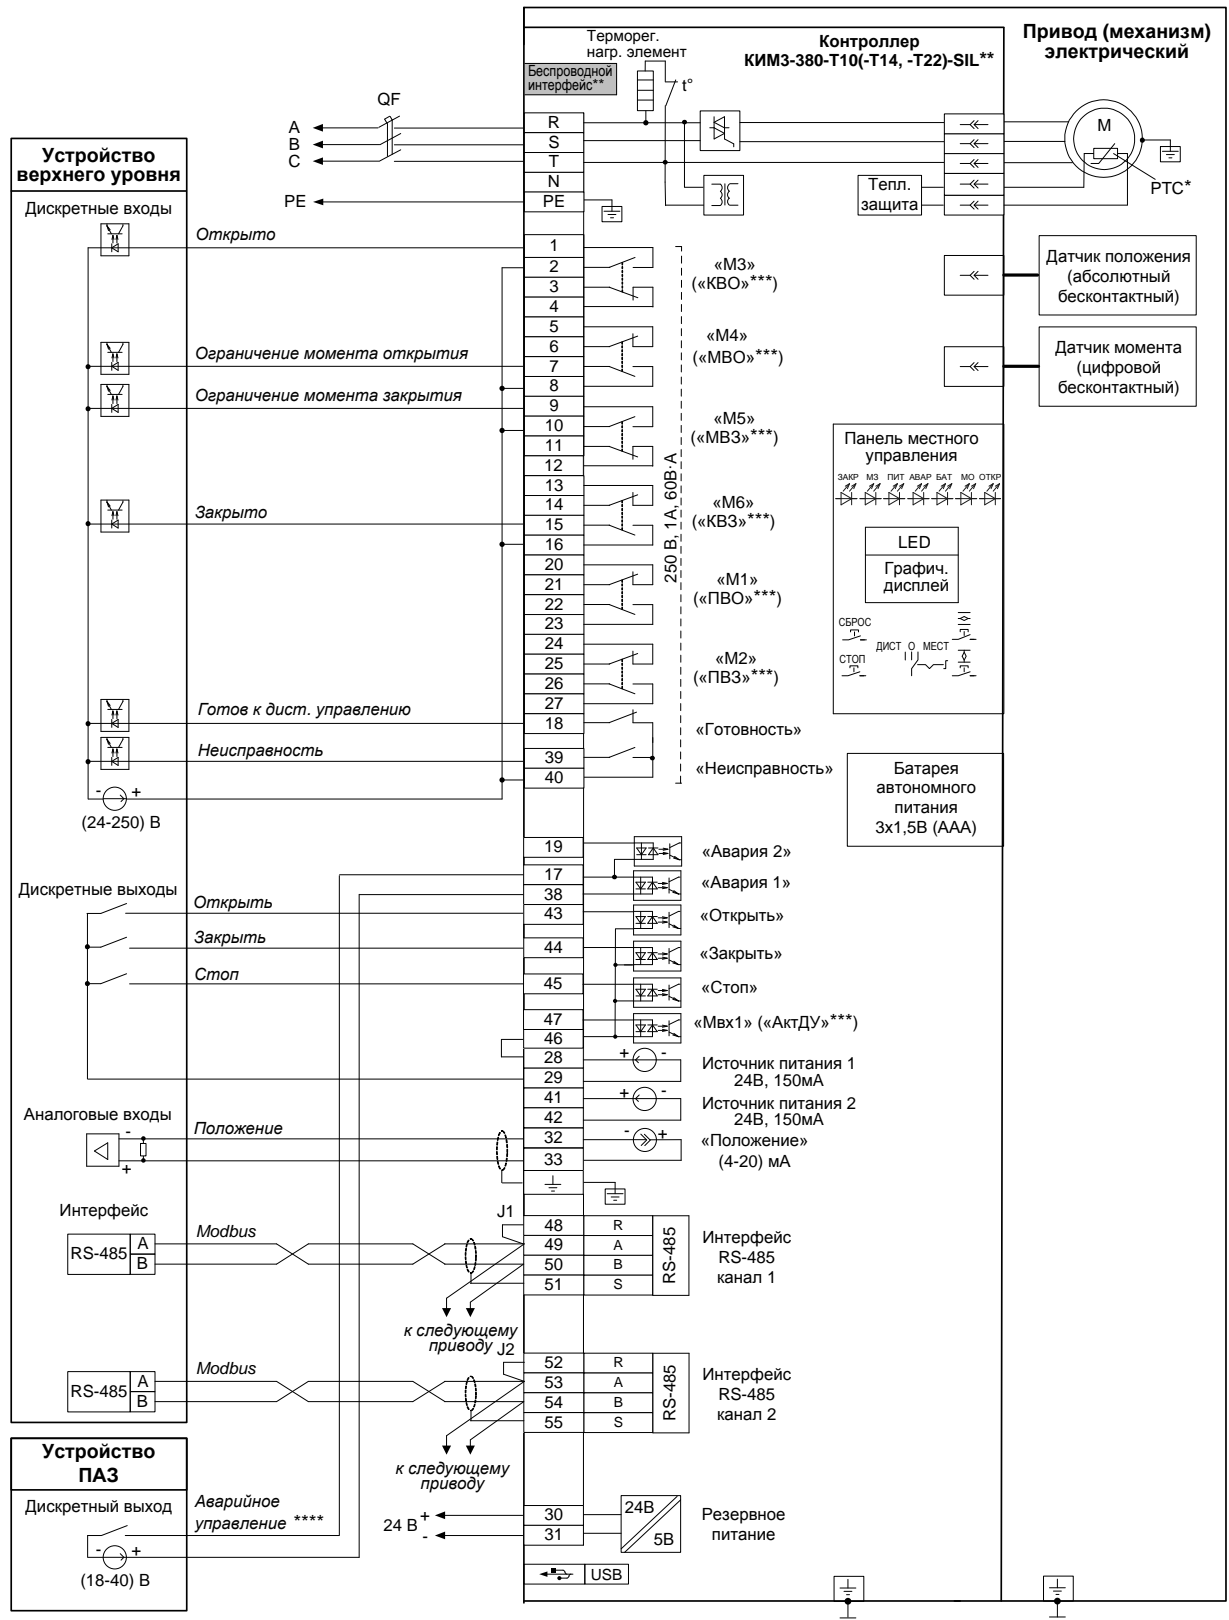 Привод (механизм)
электрический
Контроллер
КИМ3-380-Т10(-Т14, -Т22)-SIL**
Терморег.
нагр. элемент
t°
Беспроводной
интерфейс**
QF
A
B
C
PE
R
S
T
N
PE
Тепл.
защита
M
PTC*
Устройство
верхнего уровня
Дискретные входы
Открыто
Ограничение момента открытия
Ограничение момента закрытия
Закрыто
Готов к дист. управлению
Неисправность
- +
(24-250) В
1
2
3
4
5
6
7
8
9
10
11
12
13
14
15
16
20
21
22
23
24
25
26
27
18
39
40
«М3»
(«КВО»***)
«М4»
(«МВО»***)
«М5»
(«МВЗ»***)
«М6»
(«КВЗ»***)
«М1»
(«ПВО»***)
«М2»
(«ПВЗ»***)
«Готовность»
«Неисправность»
250 В, 1А, 60В·А
Датчик положения
(абсолютный
бесконтактный)
Датчик момента
(цифровой
бесконтактный)
Панель местного
управления
ЗАКР МЗ ПИТ АВАР БАТ МО ОТКР
LED
Графич.
дисплей
СБРОС
СТОП
ДИСТ О МЕСТ
Батарея
автономного
питания
3х1,5В (ААА)
Дискретные выходы
Открыть
Закрыть
Стоп
19
17
38
43
44
45
47
46
28
29
41
42
32
33
«Авария 2»
«Авария 1»
«Открыть»
«Закрыть»
«Стоп»
«Мвх1» («АктДУ»***)
+ -
Источник питания 1
24В, 150мА
+ -
Источник питания 2
24В, 150мА
- +
«Положение»
(4-20) мА
Аналоговые входы
-
+
Положение
Интерфейс
RS-485
A
B
Modbus
J1
48 R
49 A
50 B
51 S
RS-485
Интерфейс
RS-485
канал 1
к следующему
приводу
RS-485
A
B
Modbus
J2
52 R
53 A
54 B
55 S
RS-485
Интерфейс
RS-485
канал 2
к следующему
приводу
Устройство
ПАЗ
Дискретный выход
Аварийное
управление ****
- +
(18-40) В
24 В
+
-
30
31
24В
5В
Резервное
питание
USB